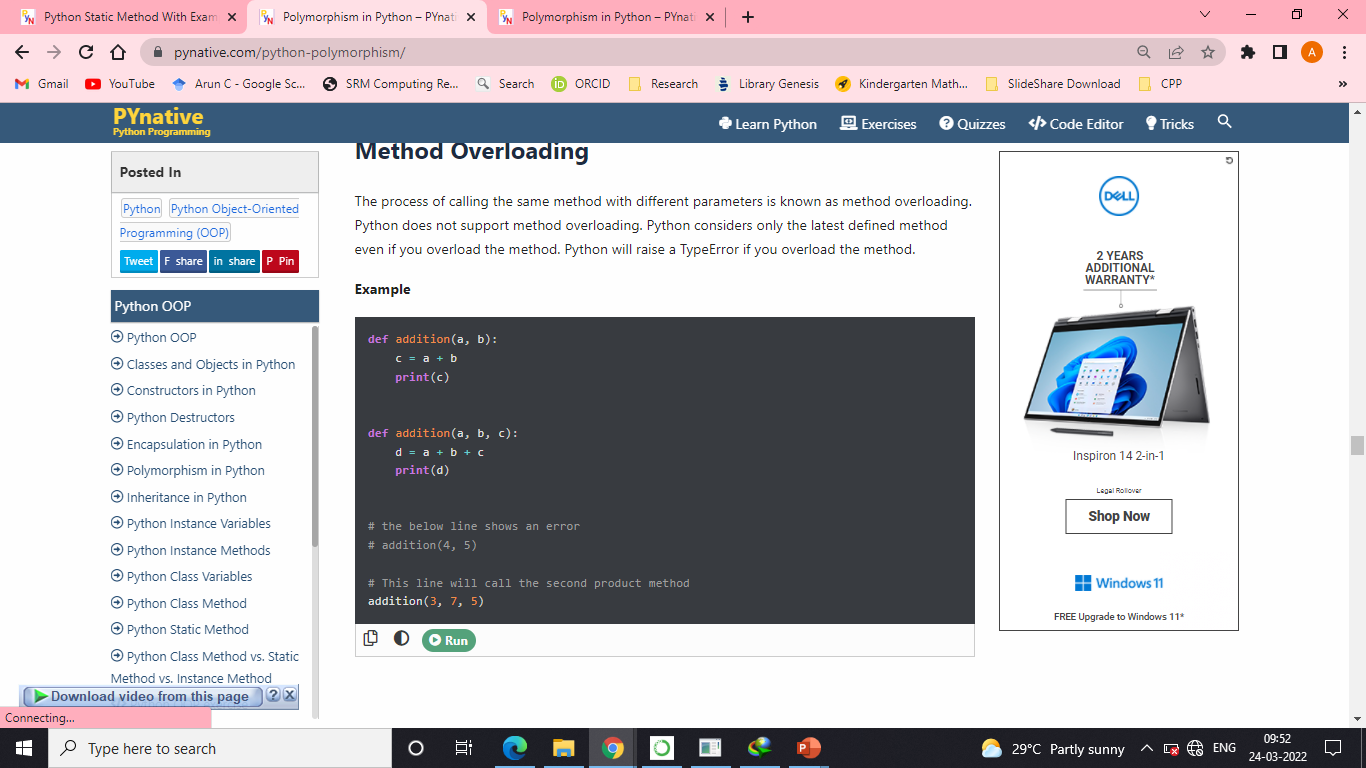 Python Static Method With Exam
Polymorphism in Python – PYnati
Polymorphism in Python – PYnati
pynative.com/python-polymorphism/
A
Gmail
YouTube
Arun C - Google Sc...
SRM Computing Re...
Search
ORCID
Research
Library Genesis
Kindergarten Math...
SlideShare Download
CPP
»
PYnative
Python Programming
Learn Python
Exercises
Quizzes
Code Editor
Tricks
Posted In
Python Python Object-Oriented
Programming (OOP)
Tweet F share in share P Pin
Python OOP
Python OOP
Classes and Objects in Python
Constructors in Python
Python Destructors
Encapsulation in Python
Polymorphism in Python
Inheritance in Python
Python Instance Variables
Python Instance Methods
Python Class Variables
Python Class Method
Python Static Method
Python Class Method vs. Static
Method vs. Instance Method
Download video from this page ? X
Connecting...
Method Overloading
The process of calling the same method with different parameters is known as method overloading.
Python does not support method overloading. Python considers only the latest defined method
even if you overload the method. Python will raise a TypeError if you overload the method.
Example
def addition(a, b):
    c = a + b
    print(c)
def addition(a, b, c):
    d = a + b + c
    print(d)
# the below line shows an error
# addition(4, 5)
# This line will call the second product method
addition(3, 7, 5)
Run
DELL
2 YEARS
ADDITIONAL
WARRANTY*
Inspiron 14 2-in-1
Legal Rollover
Shop Now
Windows 11
FREE Upgrade to Windows 11*
Type here to search
29°C Partly sunny
ENG
09:52
24-03-2022